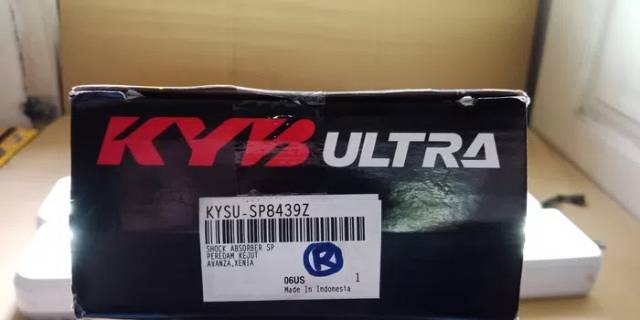 KYB ULTRA
KYSU-SP8439Z
SHOCK ABSORBER SP
PEREDAM KEJUT
AVANZA,XENIA
R
06US 1
Made In Indonesia